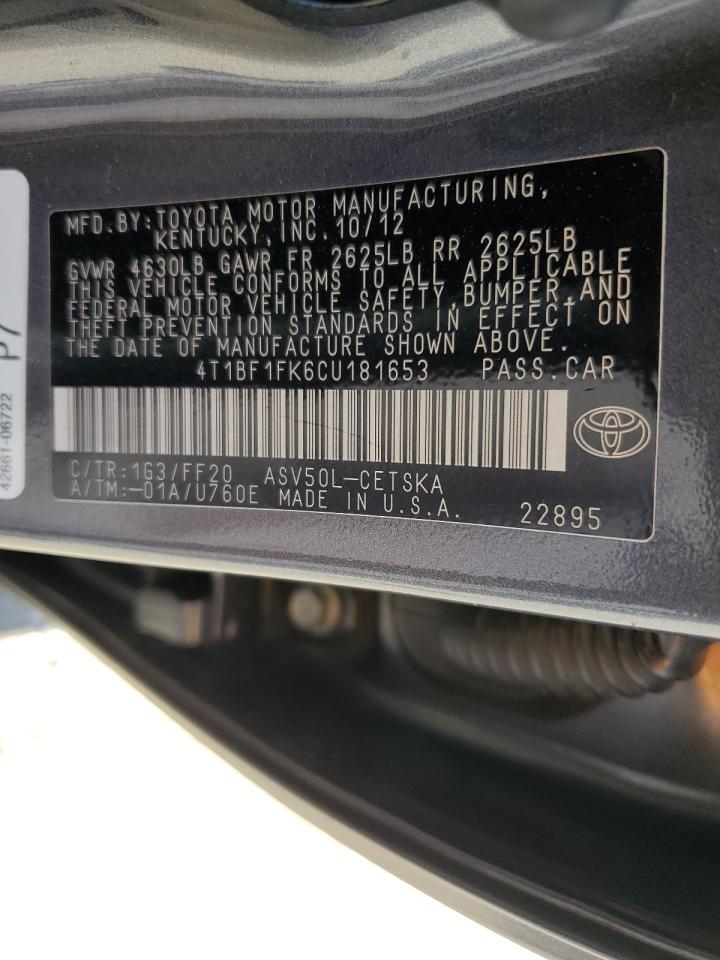 MFD.BY:TOYOTA MOTOR MANUFACTURING,
KENTUCKY, INC. 10/12
GVWR 4630LB GAWR FR 2625LB RR 2625LB
THIS VEHICLE CONFORMS TO ALL APPLICABLE
FEDERAL MOTOR VEHICLE SAFETY,BUMPER,AND
THEFT PREVENTION STANDARDS IN EFFECT ON
THE DATE OF MANUFACTURE SHOWN ABOVE.
4T1BF1FK6CU181653 PASS.CAR
C/TR:1G3/FF20 ASV50L-CETSKA
A/TM:-01A/U760E MADE IN U.S.A. 22895
P7
42661-06722